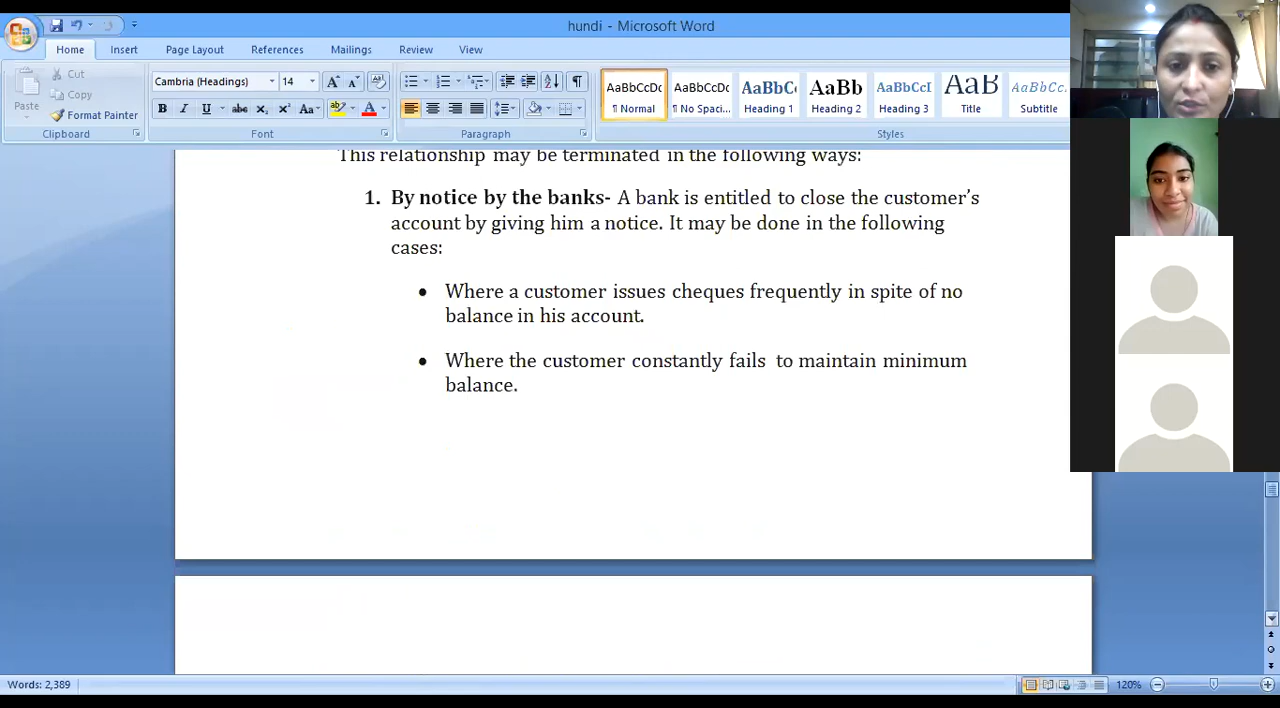 hundi - Microsoft Word
Home Insert Page Layout References Mailings Review View
Paste
Cut
Copy
Format Painter
Clipboard
Cambria (Headings) 14
Font
Paragraph
AaBbCcDc AaBbCcDc AaBbC AaBb AaBbCcI AaB AaBbCc.
¶ Normal ¶ No Spaci... Heading 1 Heading 2 Heading 3 Title Subtitle
Styles
This relationship may be terminated in the following ways:
1. By notice by the banks- A bank is entitled to close the customer’s
account by giving him a notice. It may be done in the following
cases:
• Where a customer issues cheques frequently in spite of no
balance in his account.
• Where the customer constantly fails to maintain minimum
balance.
Words: 2,389
120%